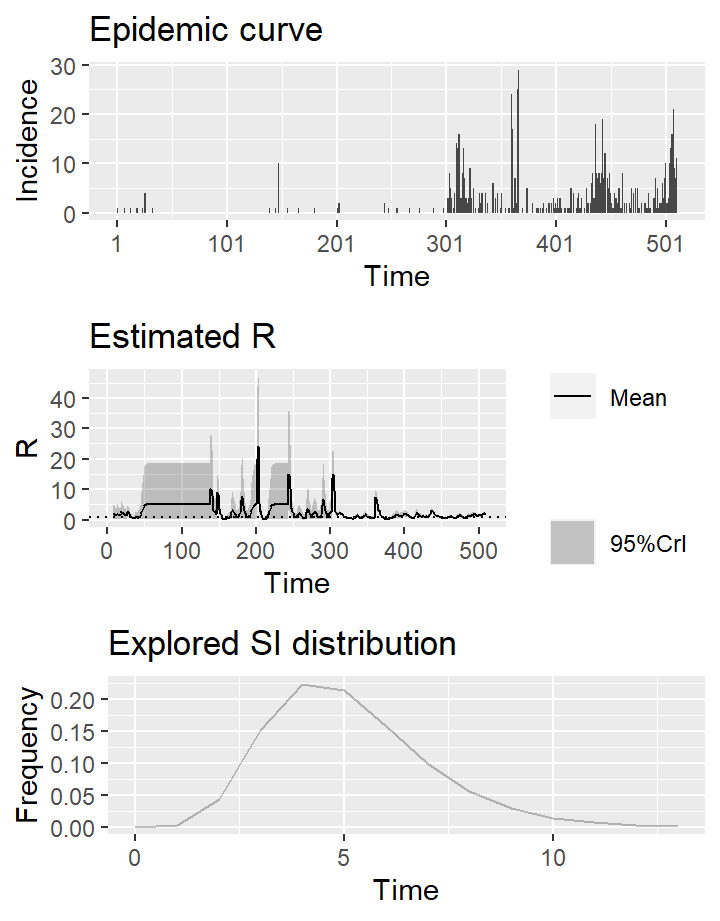 Epidemic curve
Incidence
30
20
10
0
1 101 201 301 401 501
Time
Estimated R
R
40
30
20
10
0
0 100 200 300 400 500
Time
Mean
95%CrI
Explored SI distribution
Frequency
0.20
0.15
0.10
0.05
0.00
0 5 10
Time